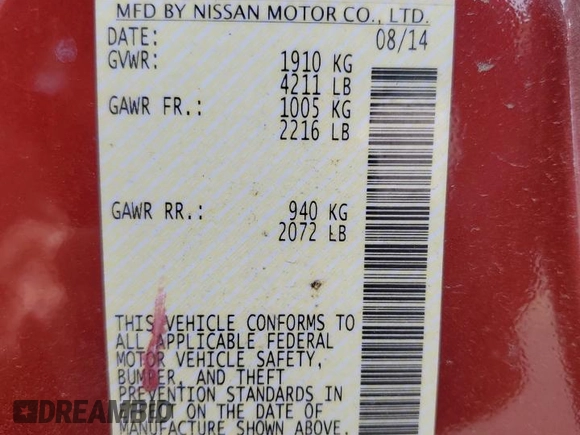 MFD BY NISSAN MOTOR CO., LTD.
DATE: 08/14
GVWR: 1910 KG
4211 LB
GAWR FR.: 1005 KG
2216 LB
GAWR RR.: 940 KG
2072 LB
THIS VEHICLE CONFORMS TO
ALL APPLICABLE FEDERAL
MOTOR VEHICLE SAFETY,
BUMPER, AND THEFT
PREVENTION STANDARDS IN
ON THE DATE OF
MANUFACTURE SHOWN ABOVE.
DREAMBID